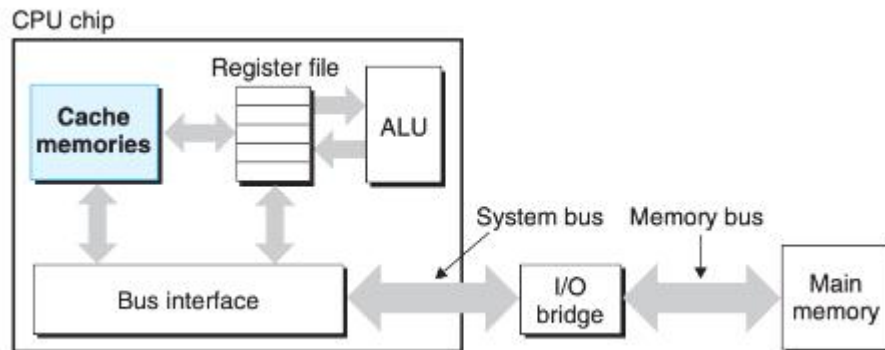 CPU chip
Register file
Cache
memories
ALU
System bus
Memory bus
Bus interface
I/O
bridge
Main
memory